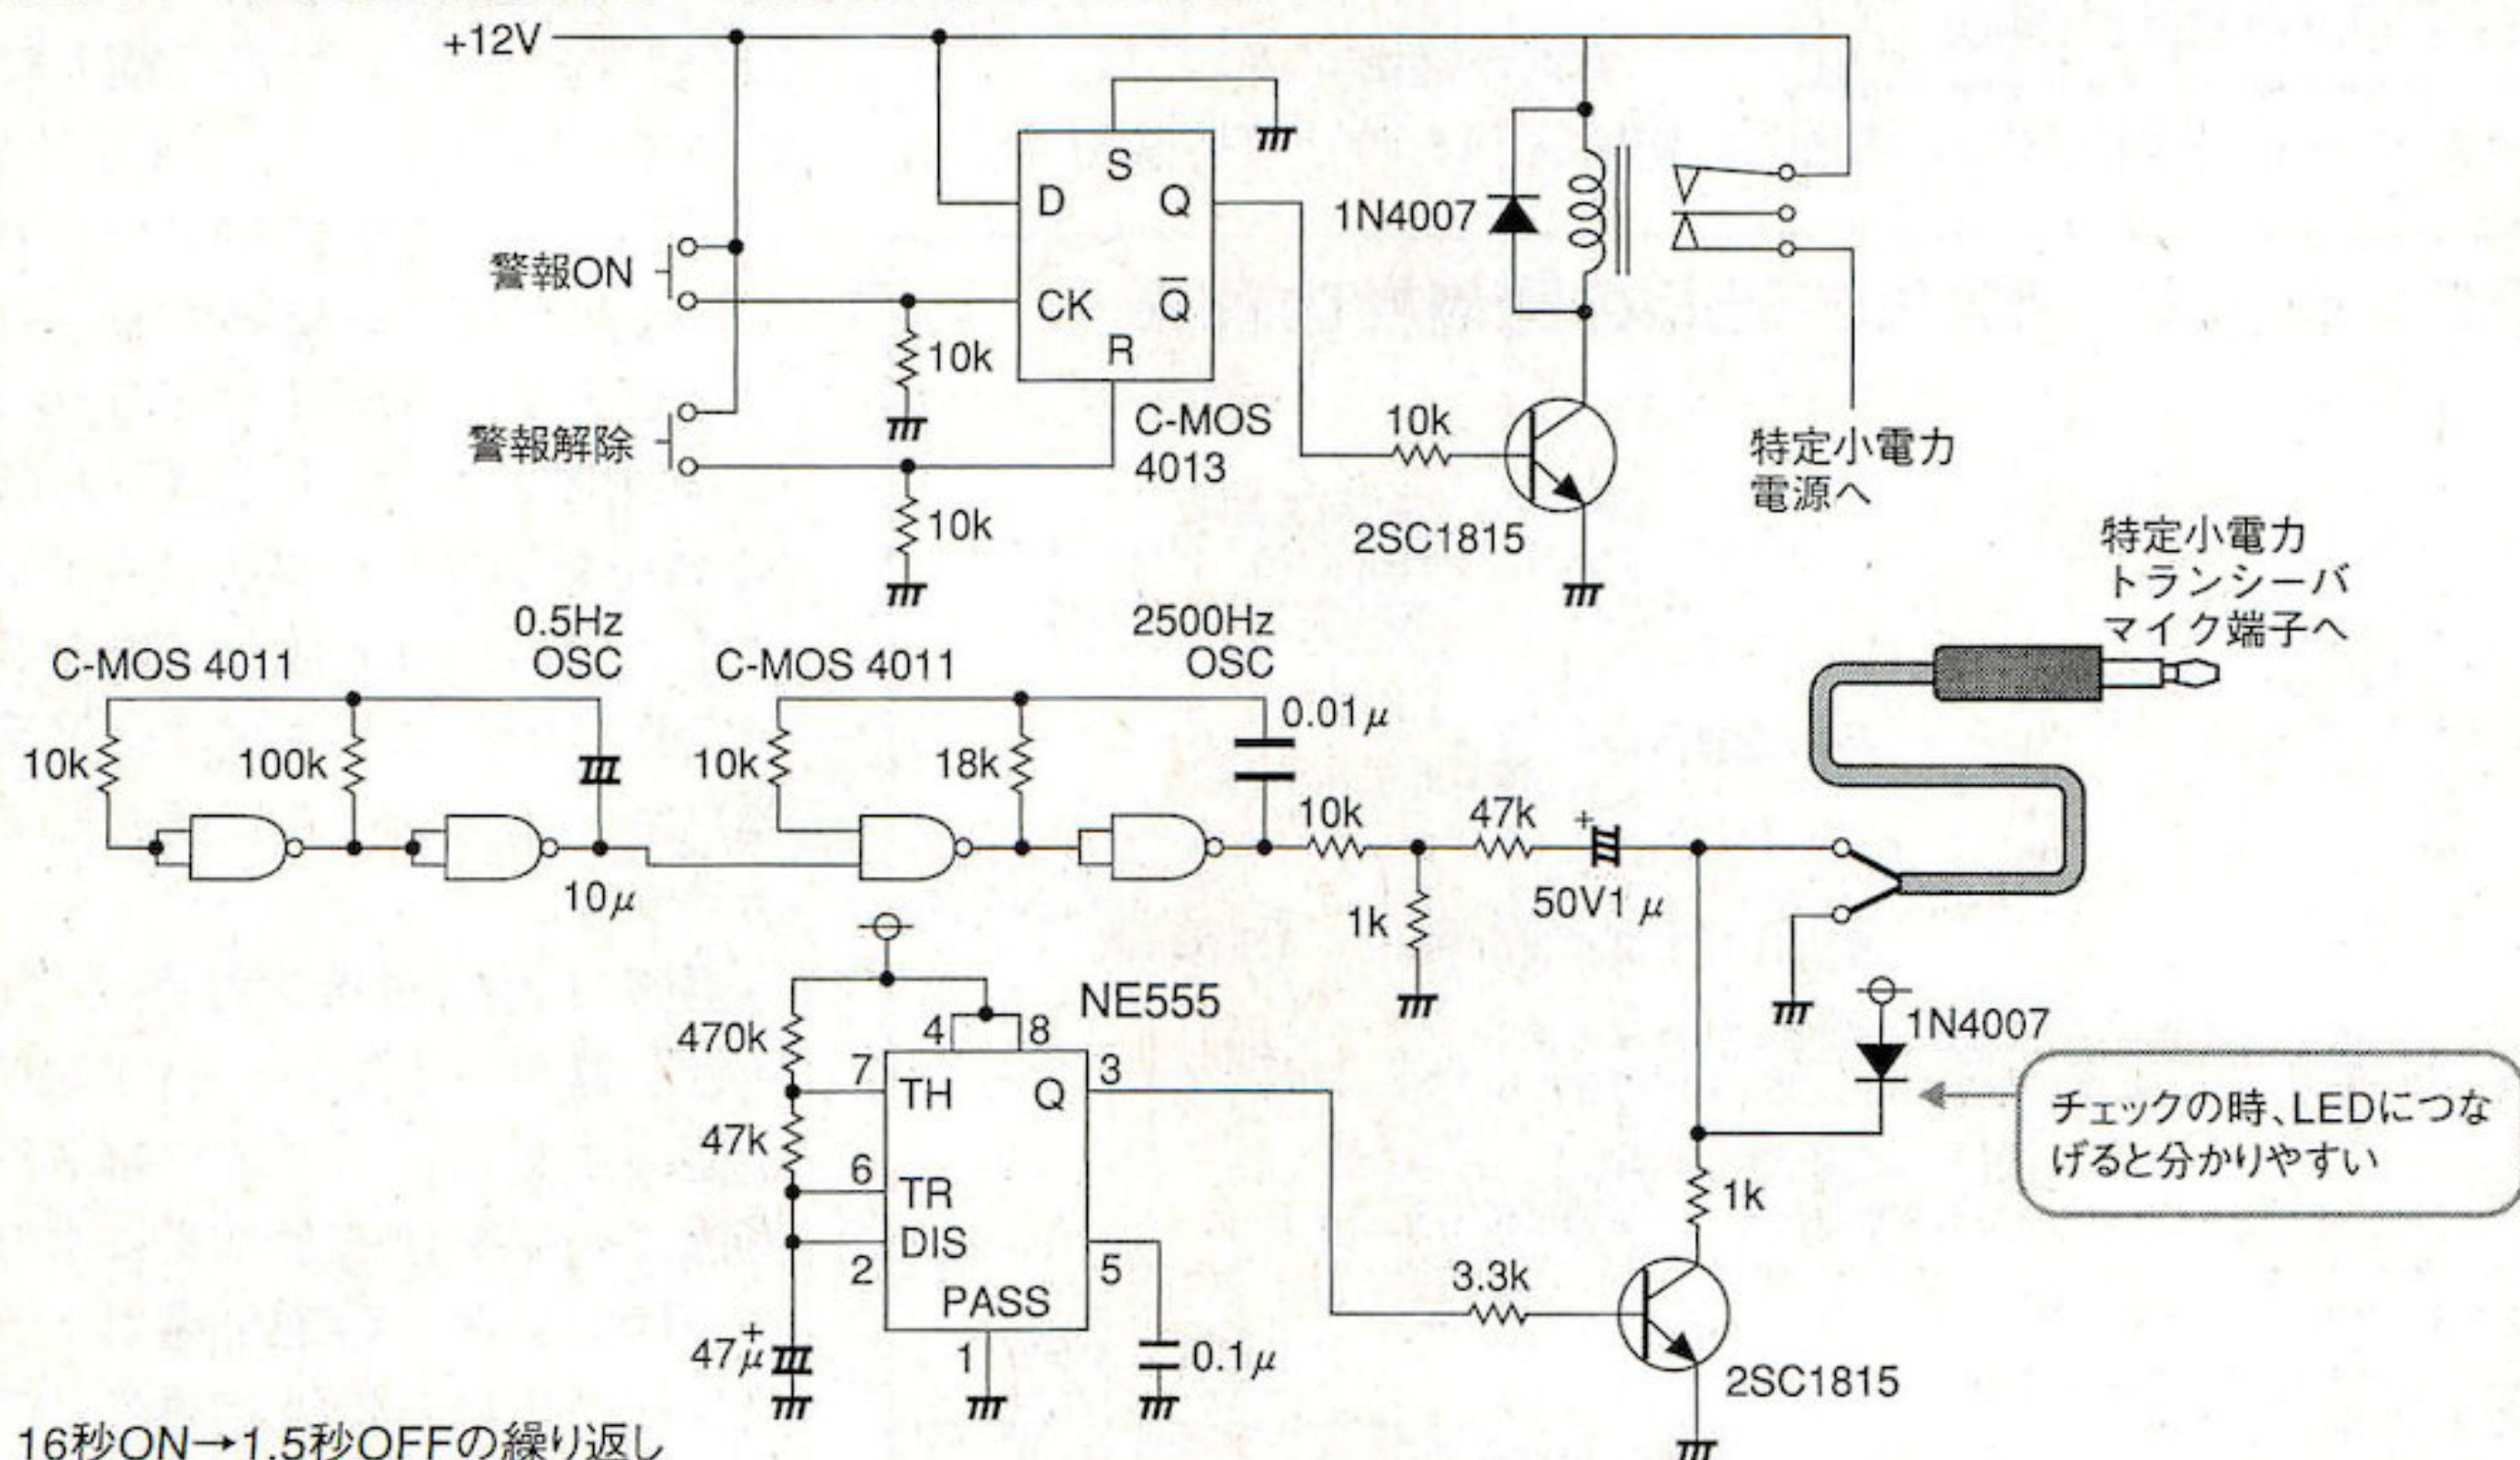 +12V
S
D
Q
1N4007
警報ON
CK
Q̅
10k
R
警報解除
C-MOS
4013
10k
10k
2SC1815
特定小電力
電源へ
特定小電力
トランシーバ
マイク端子へ
0.5Hz
OSC
C-MOS 4011
2500Hz
OSC
C-MOS 4011
0.01μ
10k
100k
10k
18k
10k
47k
+
10μ
50V1μ
1k
NE555
1N4007
470k
4
8
7
TH
Q
3
47k
チェックの時、LEDにつな
げると分かりやすい
6
TR
1k
DIS
2
5
PASS
3.3k
47μ
+
1
0.1μ
2SC1815
16秒ON→1.5秒OFFの繰り返し